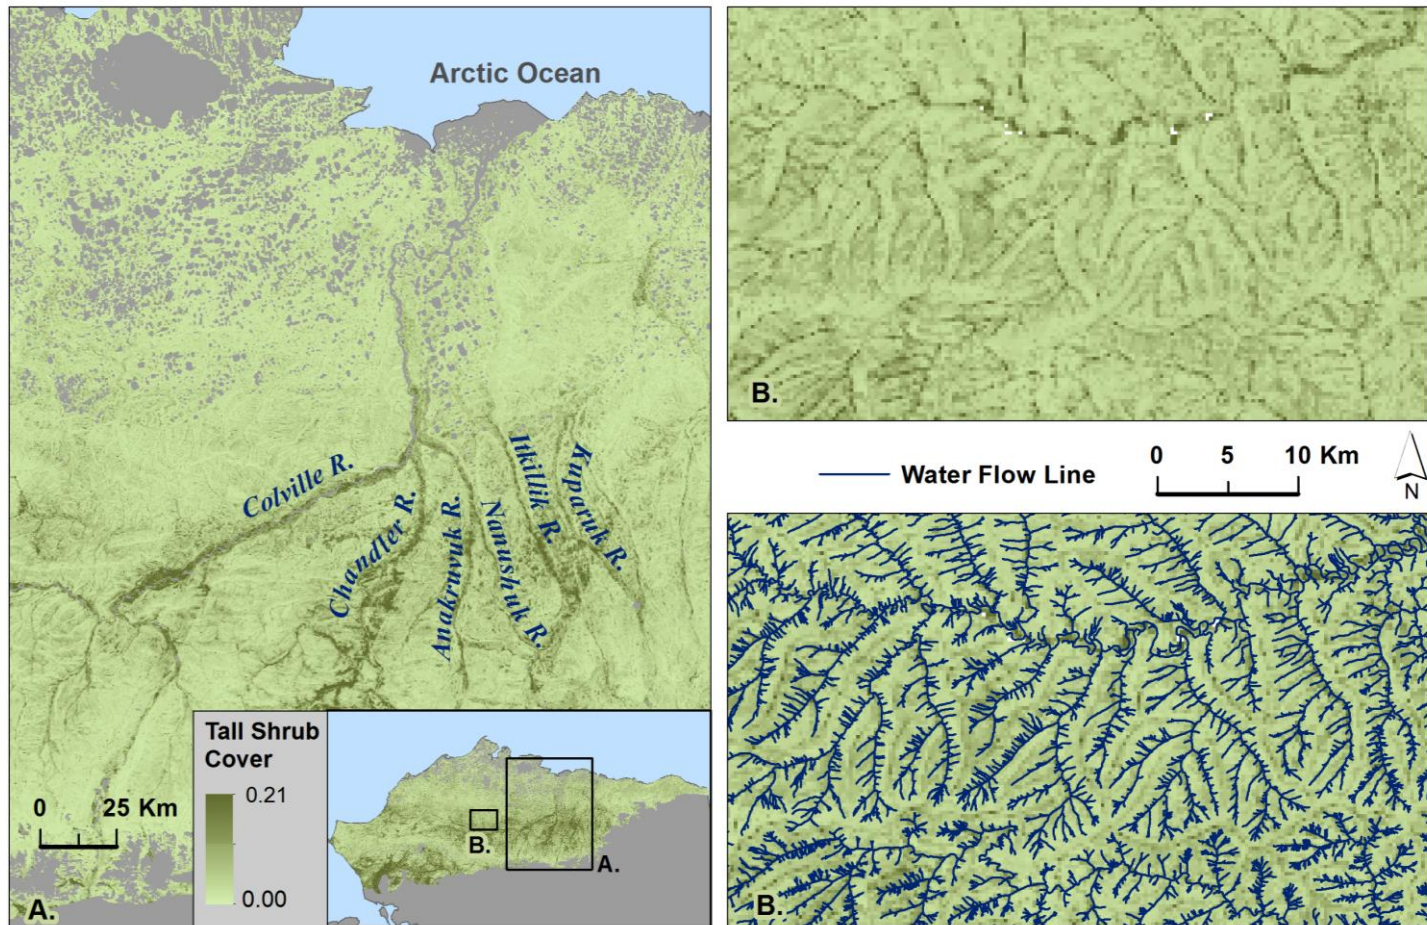 Arctic Ocean
Colville R.
Chandler R.
Anakruvuk R.
Nanushuk R.
Itkillik R.
Kuparuk R.
Tall Shrub
Cover
0.21
0.00
0 25 Km
A.
B.
A.
B.
Water Flow Line
0 5 10 Km
N
B.